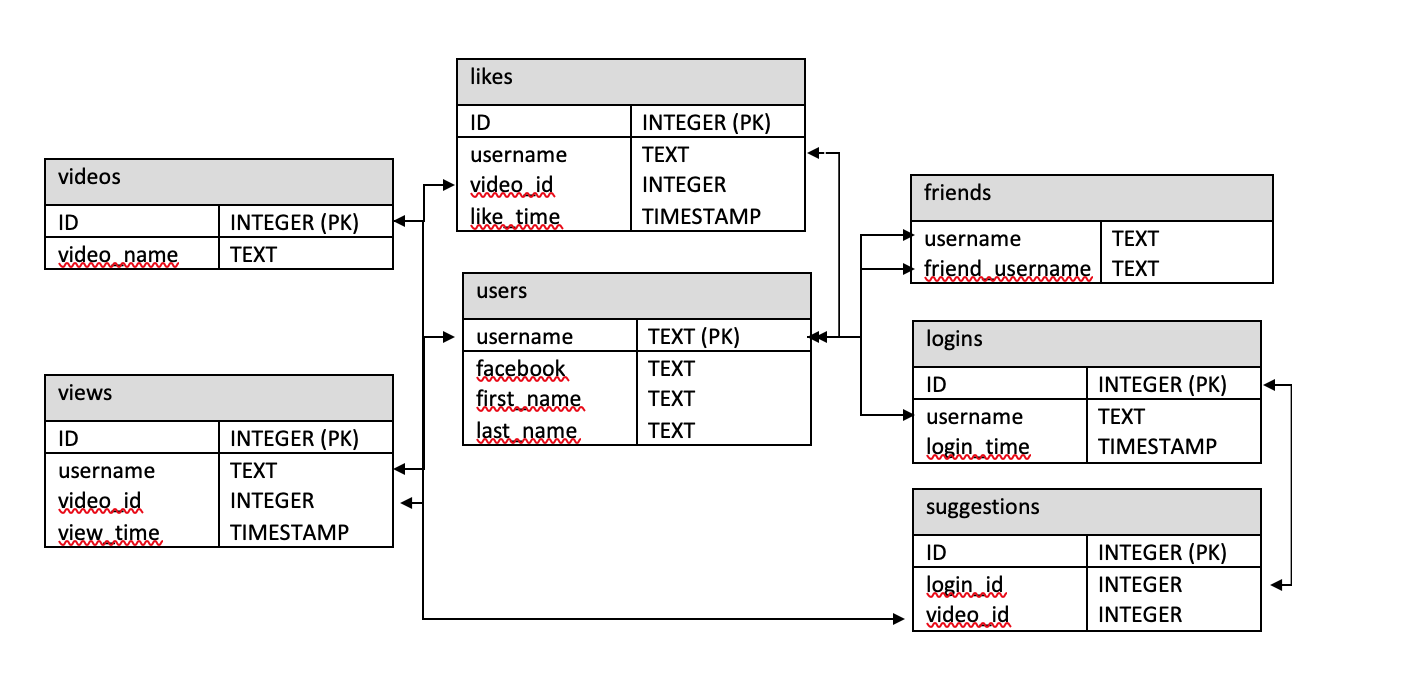 likes
ID INTEGER (PK)
username TEXT
video_id INTEGER
like_time TIMESTAMP
videos
ID INTEGER (PK)
video_name TEXT
friends
username TEXT
friend_username TEXT
users
username TEXT (PK)
facebook TEXT
first_name TEXT
last_name TEXT
logins
ID INTEGER (PK)
username TEXT
login_time TIMESTAMP
views
ID INTEGER (PK)
username TEXT
video_id INTEGER
view_time TIMESTAMP
suggestions
ID INTEGER (PK)
login_id INTEGER
video_id INTEGER